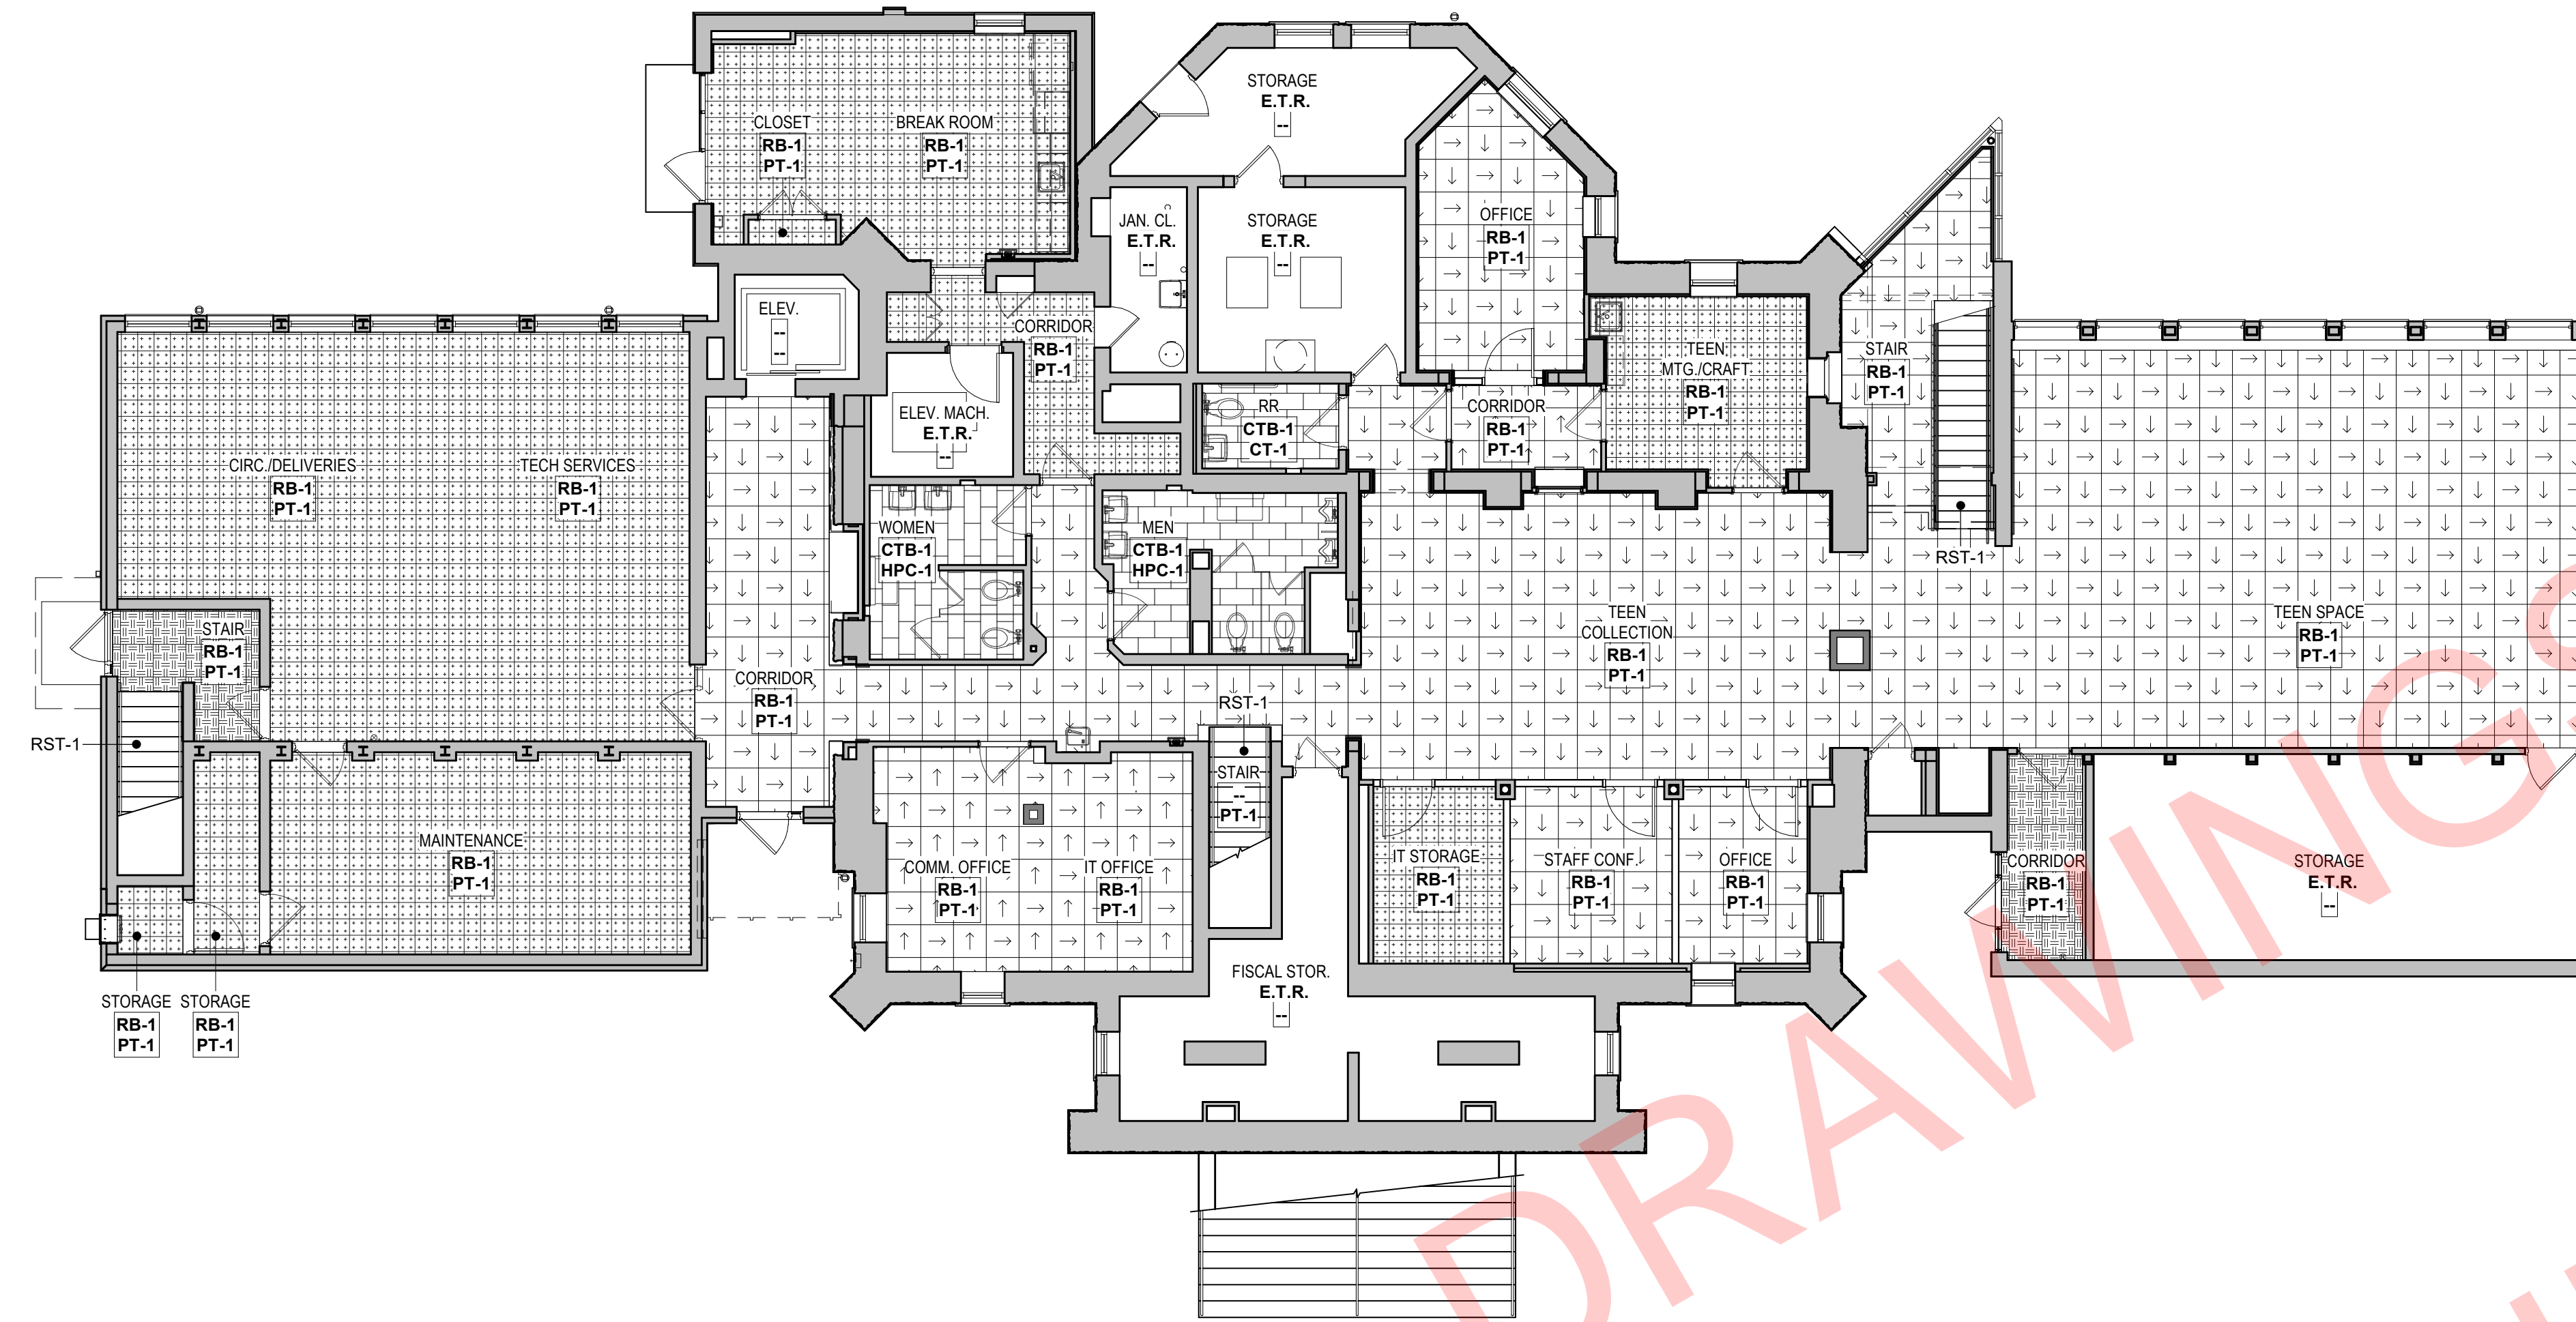 STORAGE
E.T.R.
--
CLOSET
RB-1
PT-1
BREAK ROOM
RB-1
PT-1
JAN. CL.
E.T.R.
--
STORAGE
E.T.R.
--
OFFICE
RB-1
PT-1
ELEV.
--
--
CORRIDOR
RB-1
PT-1
TEEN
MTG./CRAFT
RB-1
PT-1
STAIR
RB-1
PT-1
ELEV. MACH.
E.T.R.
--
RR
CTB-1
CT-1
CORRIDOR
RB-1
PT-1
CIRC./DELIVERIES
RB-1
PT-1
TECH SERVICES
RB-1
PT-1
WOMEN
CTB-1
HPC-1
MEN
CTB-1
HPC-1
RST-1
STAIR
RB-1
PT-1
TEEN
COLLECTION
RB-1
PT-1
TEEN SPACE
RB-1
PT-1
CORRIDOR
RB-1
PT-1
RST-1
RST-1
STAIR
--
PT-1
MAINTENANCE
RB-1
PT-1
COMM. OFFICE
RB-1
PT-1
IT OFFICE
RB-1
PT-1
IT STORAGE
RB-1
PT-1
STAFF CONF.
RB-1
PT-1
OFFICE
RB-1
PT-1
CORRIDOR
RB-1
PT-1
STORAGE
E.T.R.
--
FISCAL STOR.
E.T.R.
--
STORAGE
RB-1
PT-1
STORAGE
RB-1
PT-1
DRAWINGS